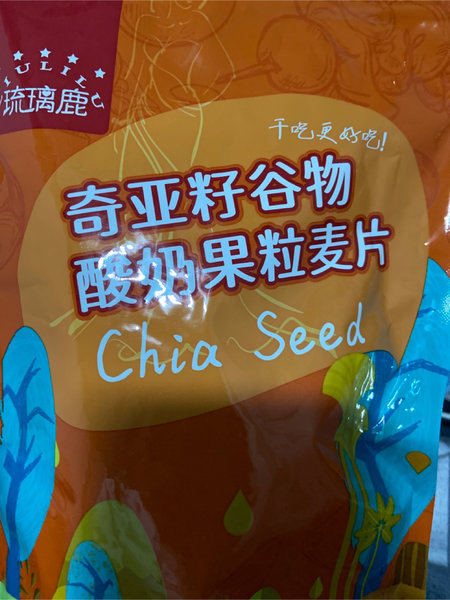 LIULILU
琉璃鹿
干吃更好吃!
奇亚籽谷物
酸奶果粒麦片
Chia Seed